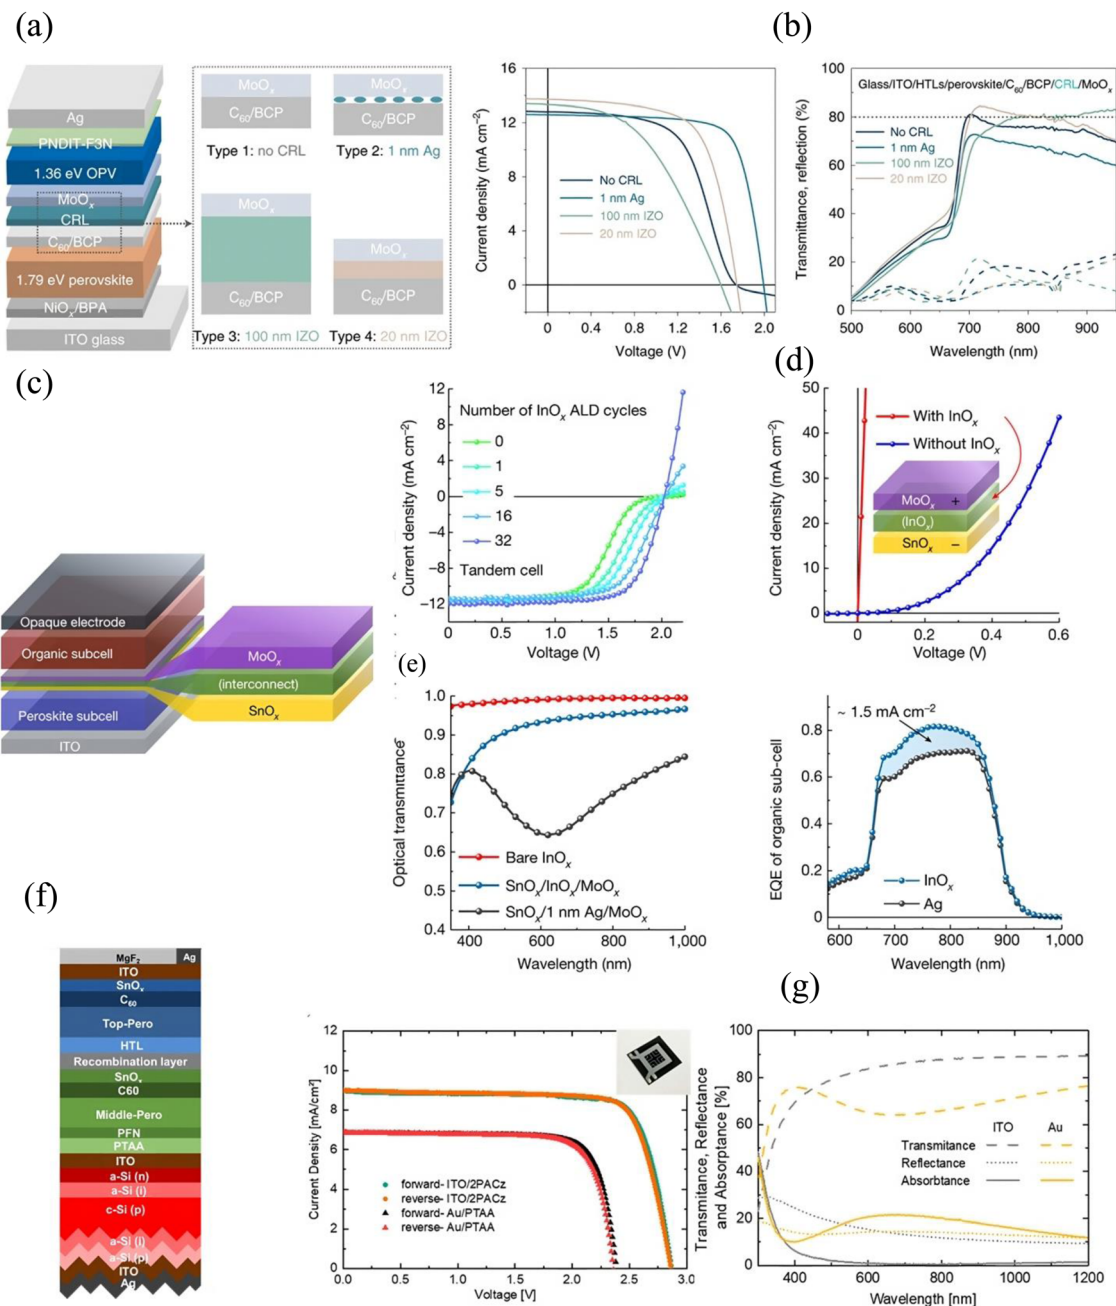 (a)
Ag
PNDIT-F3N
1.36 eV OPV
MoOₓ
CRL
C₆₀/BCP
1.79 eV perovskite
NiOₓ/BPA
ITO glass
MoOₓ
C₆₀/BCP
Type 1: no CRL
MoOₓ
C₆₀/BCP
Type 2: 1 nm Ag
MoOₓ
C₆₀/BCP
Type 3: 100 nm IZO
MoOₓ
C₆₀/BCP
Type 4: 20 nm IZO
Current density (mA cm⁻²)
16
12
8
4
0
No CRL
1 nm Ag
100 nm IZO
20 nm IZO
0 0.4 0.8 1.2 1.6 2.0
Voltage (V)
(b)
Transmittance, reflection (%)
100
90
80
70
60
50
40
30
20
10
0
Glass/ITO/HTLs/perovskite/C₆₀/BCP/CRL/MoOₓ
No CRL
1 nm Ag
100 nm IZO
20 nm IZO
500 600 700 800 900
Wavelength (nm)
(c)
Opaque electrode
Organic subcell
Peroskite subcell
ITO
MoOₓ
(interconnect)
SnOₓ
Current density (mA cm⁻²)
12
8
4
0
−4
−8
−12
Number of InOₓ ALD cycles
0
1
5
16
32
Tandem cell
0 0.5 1.0 1.5 2.0
Voltage (V)
(d)
Current density (mA cm⁻²)
50
40
30
20
10
0
With InOₓ
Without InOₓ
MoOₓ +
(InOₓ)
SnOₓ −
0 0.2 0.4 0.6
Voltage (V)
(e)
Optical transmittance
1.0
0.9
0.8
0.7
0.6
0.5
0.4
Bare InOₓ
SnOₓ/InOₓ/MoOₓ
SnOₓ/1 nm Ag/MoOₓ
400 600 800 1,000
Wavelength (nm)
EQE of organic sub-cell
0.8
0.6
0.4
0.2
0
~ 1.5 mA cm⁻²
InOₓ
Ag
600 700 800 900 1,000
Wavelength (nm)
(f)
MgF₂
Ag
ITO
SnOₓ
C₆₀
Top-Pero
HTL
Recombination layer
SnOₓ
C60
Middle-Pero
PFN
PTAA
ITO
a-Si (n)
a-Si (i)
c-Si (p)
a-Si (i)
a-Si (p)
ITO
Ag
Current Density [mA/cm²]
12
10
8
6
4
2
0
forward- ITO/2PACz
reverse- ITO/2PACz
forward- Au/PTAA
reverse- Au/PTAA
0.0 0.5 1.0 1.5 2.0 2.5 3.0
Voltage [V]
(g)
Transmitance, Reflectance
and Absorptance [%]
100
80
60
40
20
0
ITO Au
Transmitance
Reflectance
Absorbtance
400 600 800 1000 1200
Wavelength [nm]